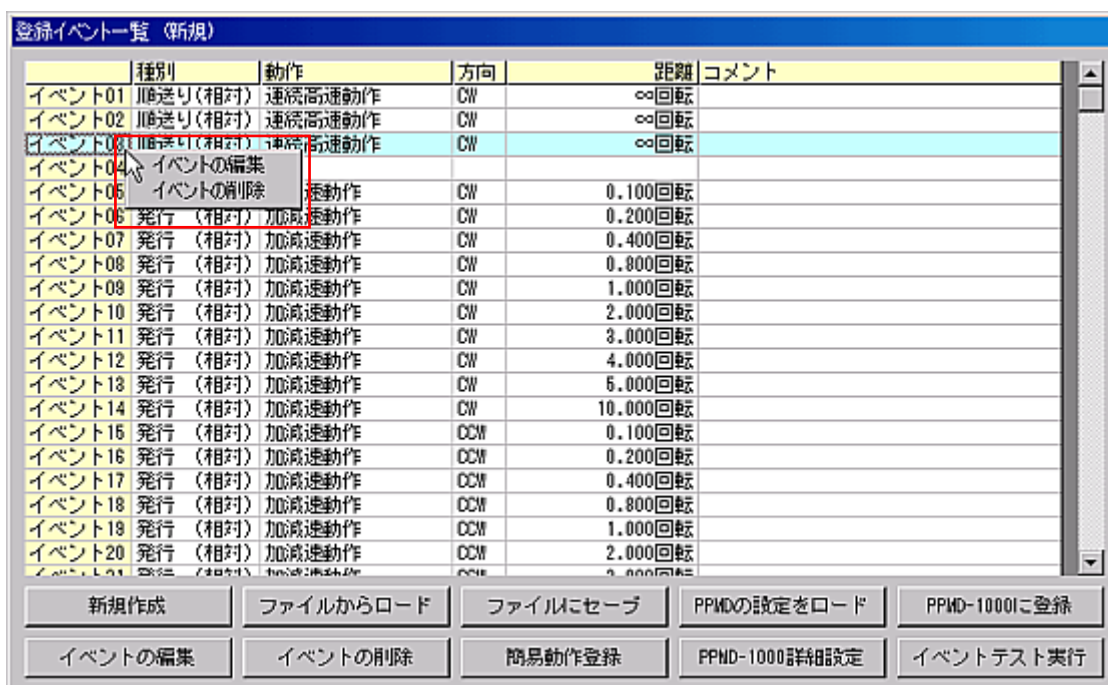 登録イベント一覧 (新規)
種別 動作 方向 距離 コメント
イベント01 順送り(相対) 連続高速動作 CW ∞回転
イベント02 順送り(相対) 連続高速動作 CW ∞回転
イベント03 順送り(相対) 連続高速動作 CW ∞回転
イベント04
イベントの編集
イベントの削除
イベント05 速動作 CW 0.100回転
イベント06 発行 (相対) 加減速動作 CW 0.200回転
イベント07 発行 (相対) 加減速動作 CW 0.400回転
イベント08 発行 (相対) 加減速動作 CW 0.800回転
イベント09 発行 (相対) 加減速動作 CW 1.000回転
イベント10 発行 (相対) 加減速動作 CW 2.000回転
イベント11 発行 (相対) 加減速動作 CW 3.000回転
イベント12 発行 (相対) 加減速動作 CW 4.000回転
イベント13 発行 (相対) 加減速動作 CW 5.000回転
イベント14 発行 (相対) 加減速動作 CW 10.000回転
イベント15 発行 (相対) 加減速動作 CCW 0.100回転
イベント16 発行 (相対) 加減速動作 CCW 0.200回転
イベント17 発行 (相対) 加減速動作 CCW 0.400回転
イベント18 発行 (相対) 加減速動作 CCW 0.800回転
イベント19 発行 (相対) 加減速動作 CCW 1.000回転
イベント20 発行 (相対) 加減速動作 CCW 2.000回転
新規作成 ファイルからロード ファイルにセーブ PPMDの設定をロード PPMD-1000に登録
イベントの編集 イベントの削除 簡易動作登録 PPMD-1000詳細設定 イベントテスト実行